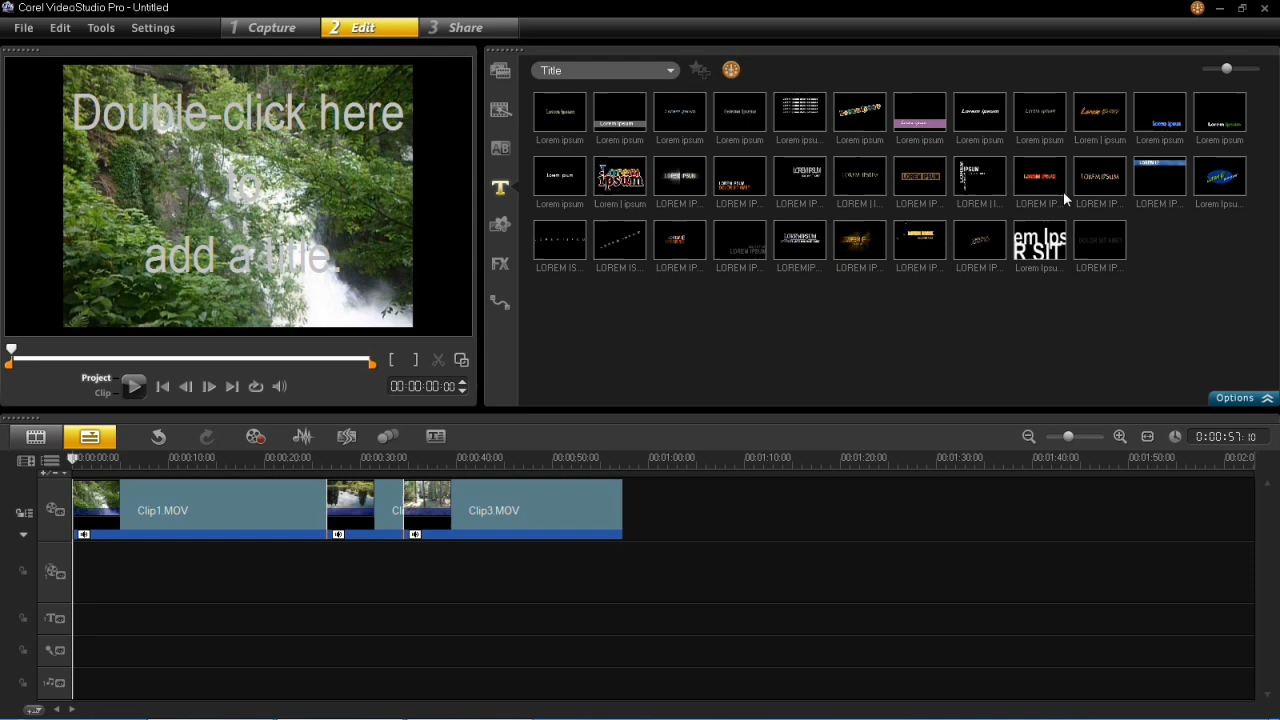 Corel VideoStudio Pro - Untitled
File Edit Tools Settings 1 Capture 2 Edit 3 Share
Title
Double-click here
to
add a title.
Lorem ipsum Lorem ipsum Lorem ipsum Lorem ipsum Lorem ipsu... Lorem ipsum Lorem ipsum Lorem ipsum Lorem ipsum Lorem | ipsum Lorem ipsum Lorem ipsum
Lorem ipsum Lorem | ipsum LOREM IP... LOREM IP... LOREM IP... LOREM | I... LOREM IP... LOREM | I... LOREM IP... LOREM IP... LOREM IP... Lorem Ipsu...
LOREM IS... LOREM IP... LOREM IP... LOREM IP... LOREMIP... LOREM IP... LOREM IP... LOREM IP... Lorem Ipsu... LOREM IP...
Project
Clip
00:00:00:00
Options
0:00:57:10
00:00:10:00 00:00:20:00 00:00:30:00 00:00:40:00 00:00:50:00 00:01:00:00 00:01:10:00 00:01:20:00 00:01:30:00 00:01:40:00 00:01:50:00 00:02:0
Clip1.MOV Cli Clip3.MOV